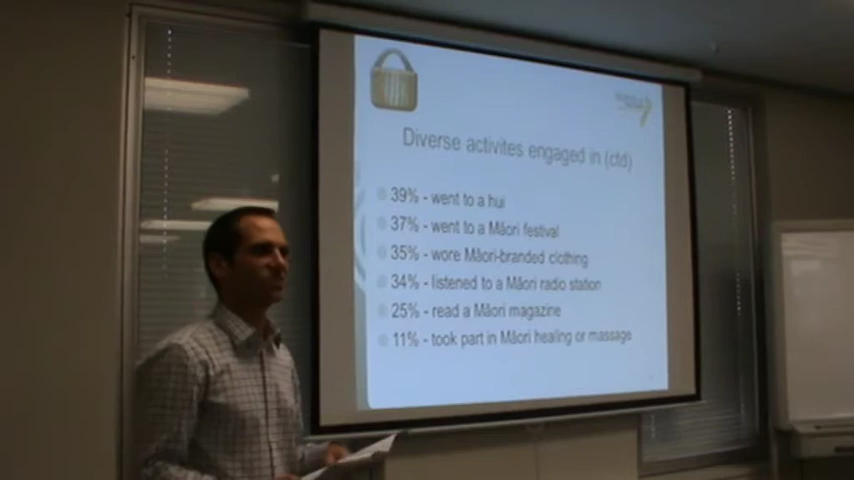 Diverse activites engaged in (ctd)
39% - went to a hui
37% - went to a Māori festival
35% - wore Māori-branded clothing
34% - listened to a Māori radio station
25% - read a Māori magazine
11% - took part in Māori healing or massage